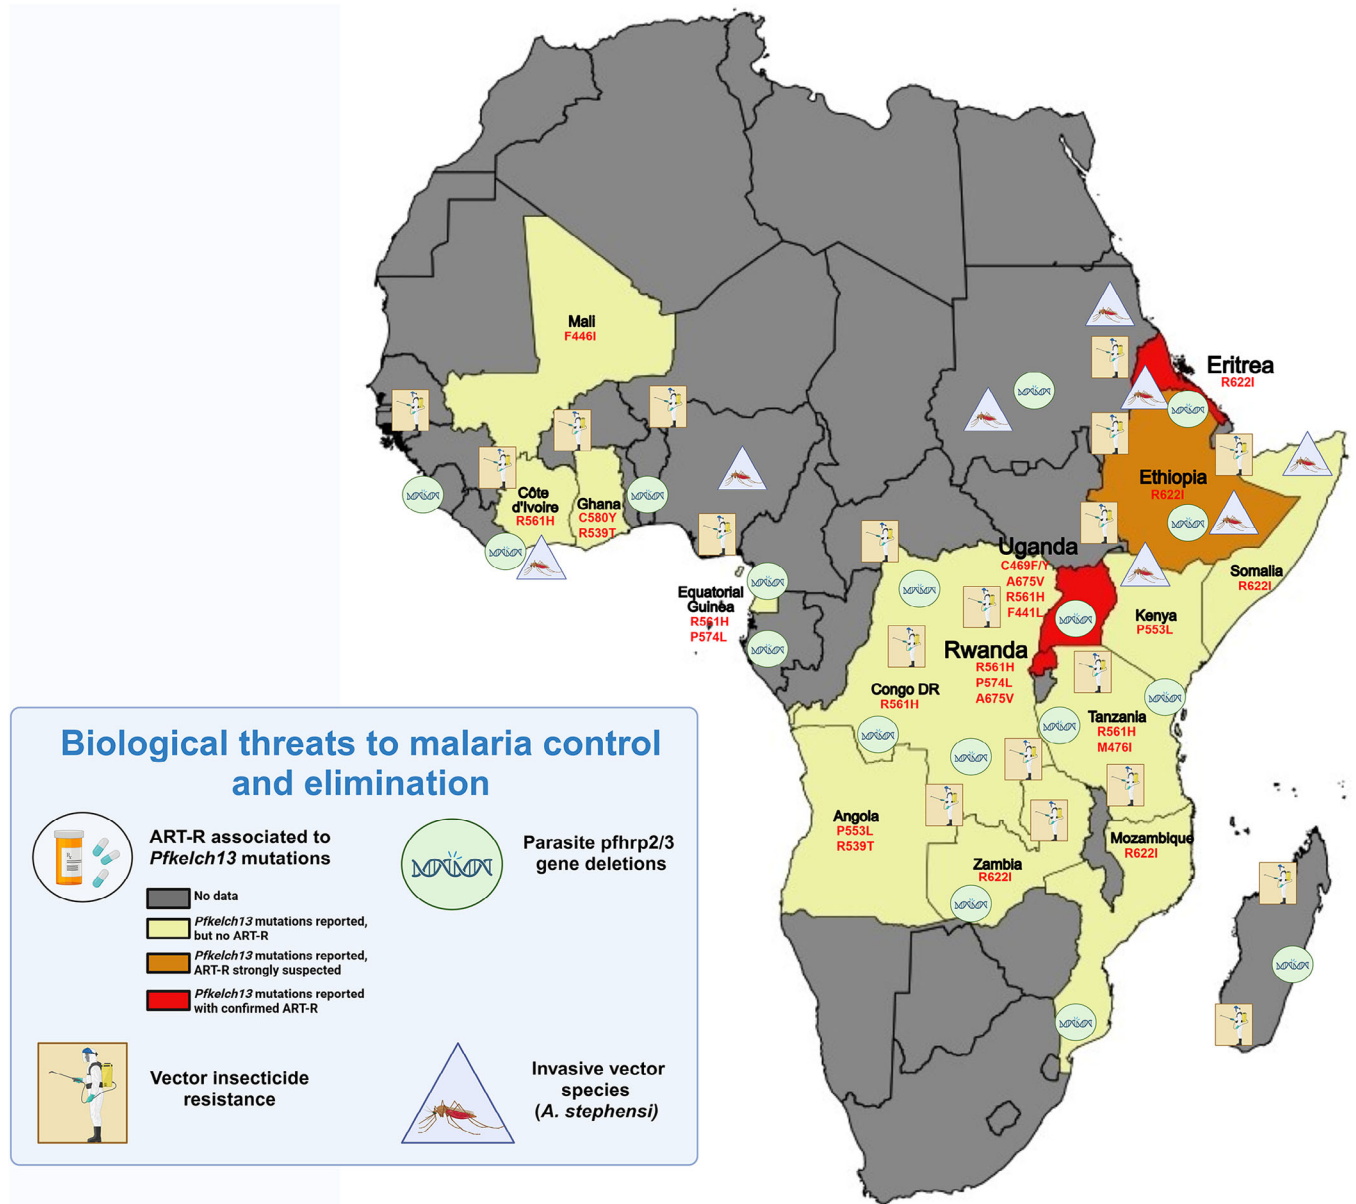 Mali
F446I
Eritrea
R622I
Ethiopia
R622I
Côte
d'Ivoire
R561H
Ghana
C580Y
R539T
Uganda
C469F/Y
A675V
R561H
F441L
Somalia
R622I
Equatorial
Guinea
R561H
P574L
Kenya
P553L
Rwanda
R561H
P574L
A675V
Congo DR
R561H
Tanzania
R561H
M476I
Angola
P553L
R539T
Mozambique
R622I
Zambia
R622I
Biological threats to malaria control
and elimination
ART-R associated to
Pfkelch13 mutations
No data
Pfkelch13 mutations reported,
but no ART-R
Pfkelch13 mutations reported,
ART-R strongly suspected
Pfkelch13 mutations reported
with confirmed ART-R
Parasite pfhrp2/3
gene deletions
Vector insecticide
resistance
Invasive vector
species
(A. stephensi)